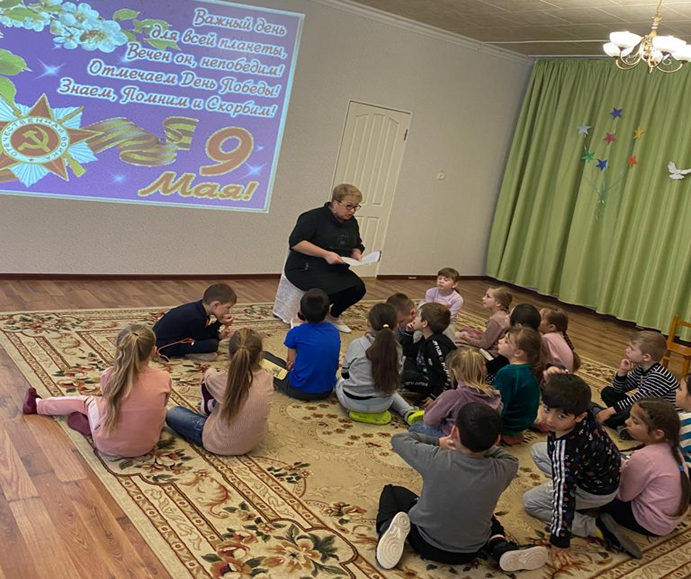 Важный день
для всей планеты,
Вечен он, непобедим!
Отмечаем День Победы!
Знаем, Помним и Скорбим!
9
Мая!